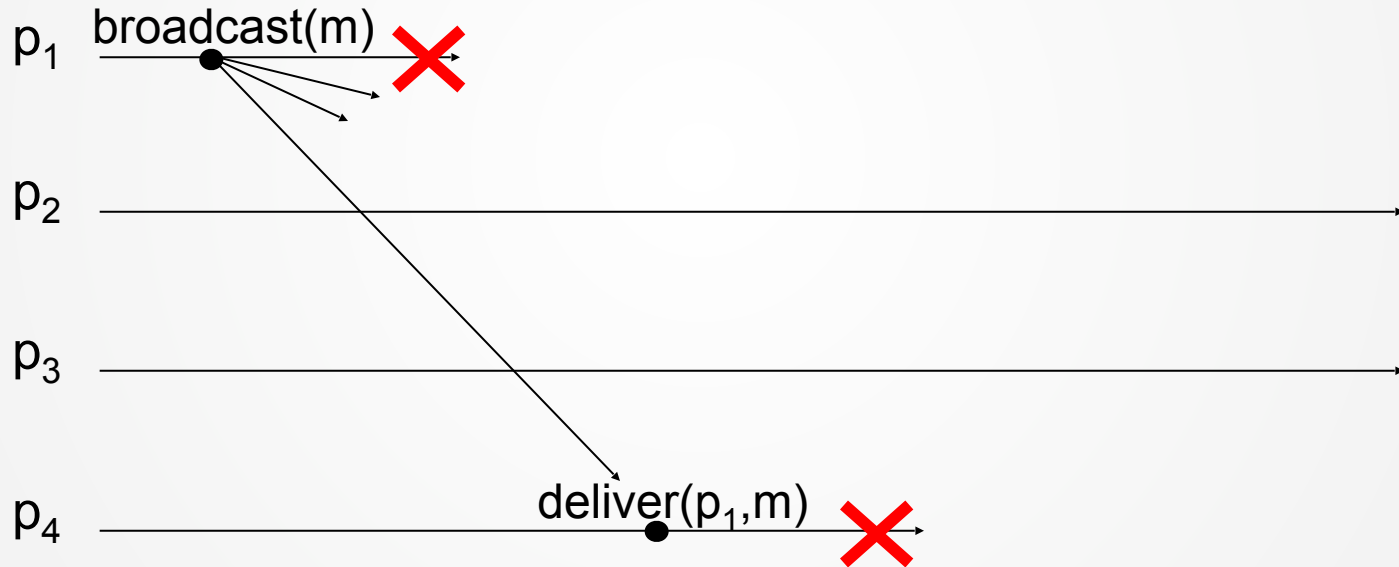 broadcast(m)
p₁
p₂
p₃
deliver(p₁,m)
p₄